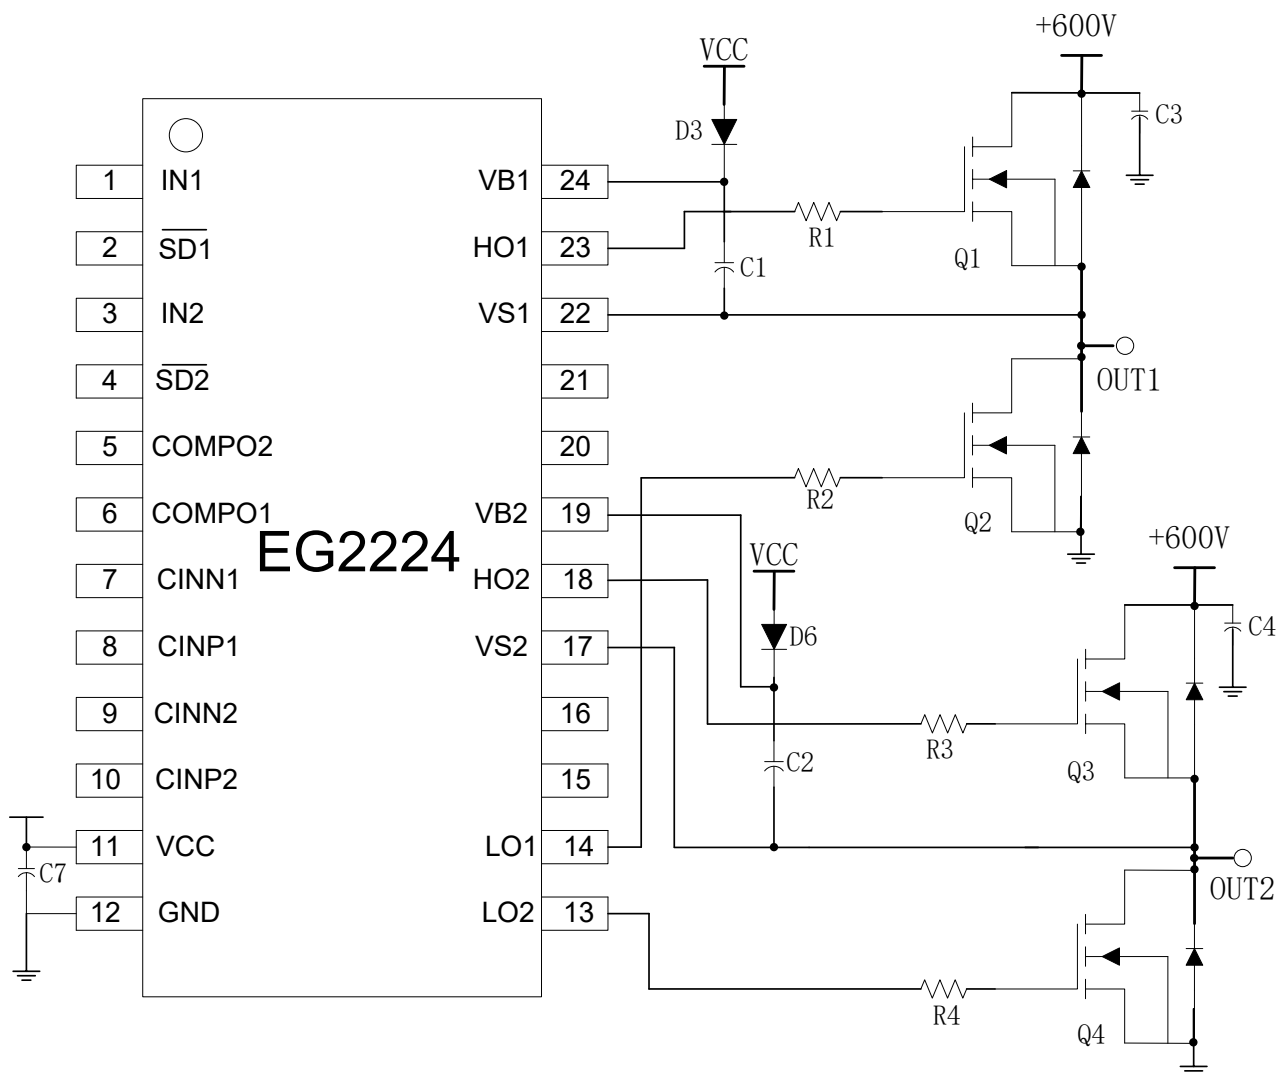 +600V
VCC
D3
C3
1 IN1 VB1 24
R1
2 SD1 HO1 23
Q1
C1
3 IN2 VS1 22
OUT1
4 SD2 21
5 COMPO2 20
R2
6 COMPO1 VB2 19
Q2
EG2224
+600V
VCC
7 CINN1 HO2 18
D6
C4
8 CINP1 VS2 17
9 CINN2 16
R3
C2
Q3
10 CINP2 15
11 VCC LO1 14
C7
OUT2
12 GND LO2 13
R4
Q4